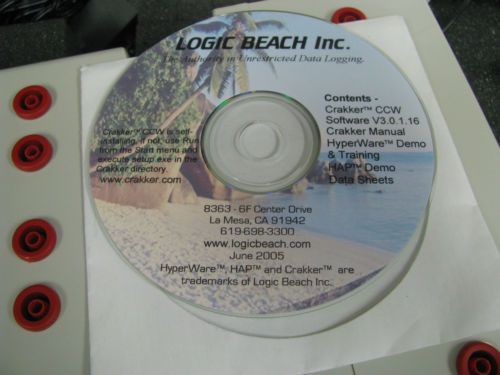 LOGIC BEACH Inc.
The Authority in Unrestricted Data Logging.
Crakker™ CCW is self-
installing. If not, use Run
from the Start menu and
execute setup.exe in the
Crakker directory.
www.crakker.com
Contents -
Crakker™ CCW
Software V3.0.1.16
Crakker Manual
HyperWare™ Demo
& Training
HAP™ Demo
Data Sheets
8363 - 6F Center Drive
La Mesa, CA 91942
619-698-3300
www.logicbeach.com
June 2005
HyperWare™, HAP™ and Crakker™ are
trademarks of Logic Beach Inc.